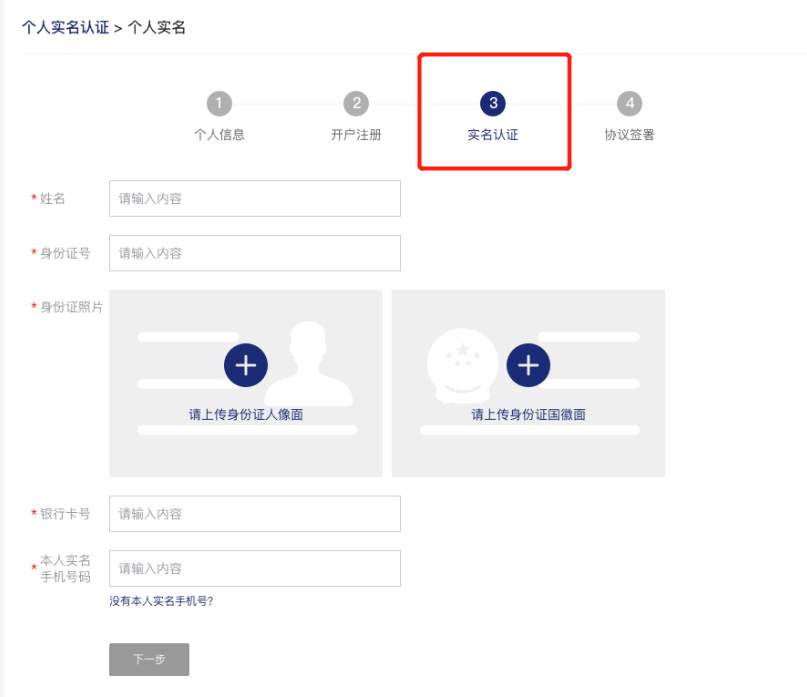 个人实名认证 > 个人实名
1 2 3 4
个人信息 开户注册 实名认证 协议签署
* 姓名 请输入内容
* 身份证号 请输入内容
* 身份证照片
请上传身份证人像面 请上传身份证国徽面
* 银行卡号 请输入内容
* 本人实名
手机号码 请输入内容
没有本人实名手机号?
下一步